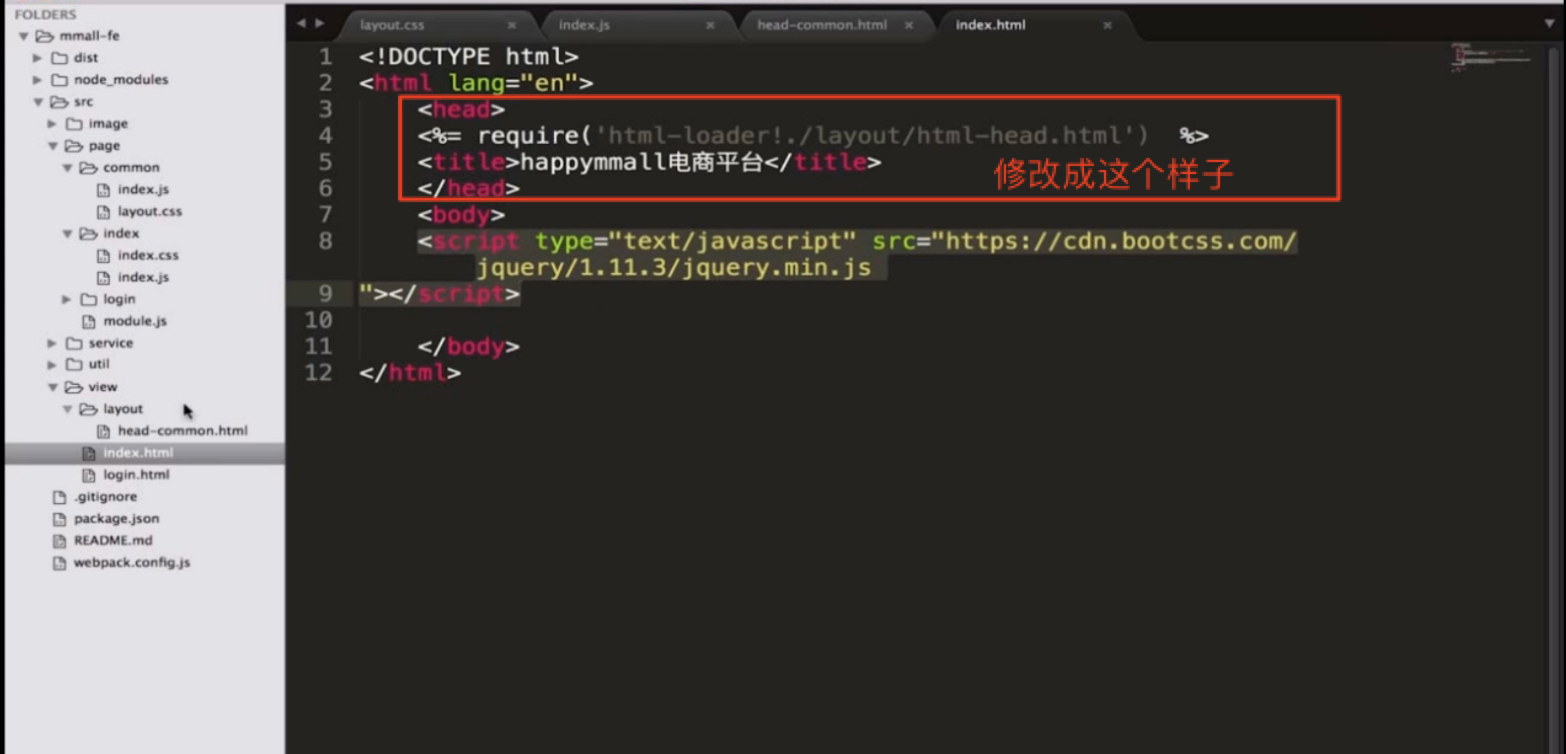 FOLDERS
mmall-fe
dist
node_modules
src
image
page
common
index.js
layout.css
index
index.css
index.js
login
module.js
service
util
view
layout
head-common.html
index.html
login.html
.gitignore
package.json
README.md
webpack.config.js
layout.css × index.js × head-common.html × index.html ×
1 <!DOCTYPE html>
2 <html lang="en">
3 <head>
4 <%= require('html-loader!./layout/html-head.html') %>
5 <title>happymmall电商平台</title>
修改成这个样子
6 </head>
7 <body>
8 <script type="text/javascript" src="https://cdn.bootcss.com/
jquery/1.11.3/jquery.min.js
9 "></script>
10
11 </body>
12 </html>